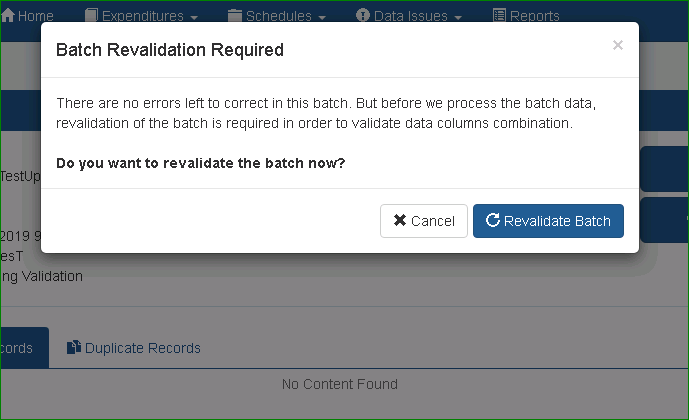 Home Expenditures Schedules Data Issues Reports
Batch Revalidation Required ×
There are no errors left to correct in this batch. But before we process the batch data,
revalidation of the batch is required in order to validate data columns combination.
Do you want to revalidate the batch now?
Cancel Revalidate Batch
TestUp
2019 9
esT
ng Validation
cords Duplicate Records
No Content Found